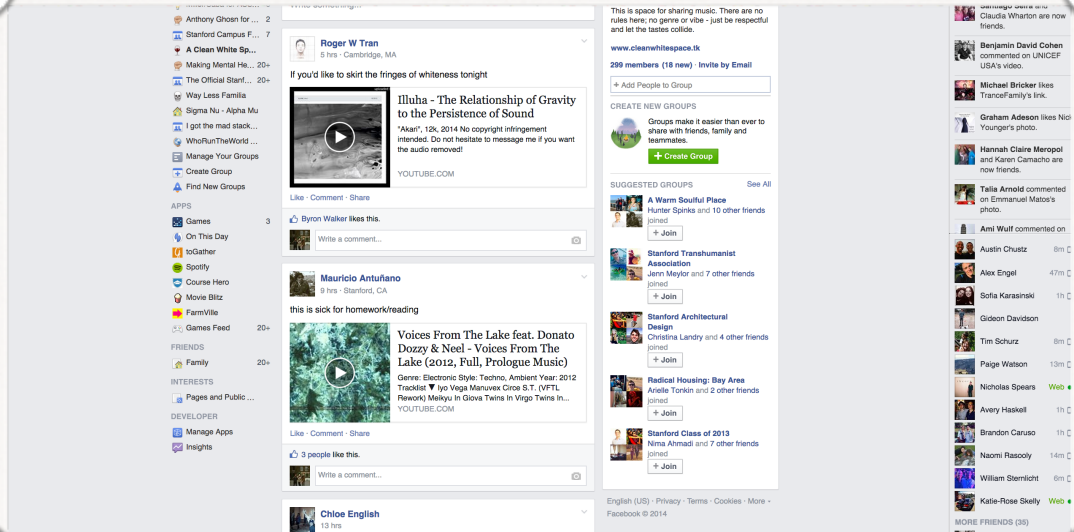 Anthony Ghosn for ... 2
Stanford Campus F... 7
A Clean White Sp...
Making Mental He... 20+
The Official Stanf... 20+
Way Less Familia
Sigma Nu - Alpha Mu
I got the mad stack...
WhoRunTheWorld ...
Manage Your Groups
Create Group
Find New Groups
APPS
Games 3
On This Day
toGather
Spotify
Course Hero
Movie Blitz
FarmVille
Games Feed 20+
FRIENDS
Family 20+
INTERESTS
Pages and Public ...
DEVELOPER
Manage Apps
Insights
Write something...
Roger W Tran
5 hrs · Cambridge, MA
If you'd like to skirt the fringes of whiteness tonight
Illuha - The Relationship of Gravity
to the Persistence of Sound
"Akari", 12k, 2014 No copyright infringement
intended. Do not hesitate to message me if you want
the audio removed!
YOUTUBE.COM
Like · Comment · Share
Byron Walker likes this.
Write a comment...
Mauricio Antuñano
9 hrs · Stanford, CA
this is sick for homework/reading
Voices From The Lake feat. Donato
Dozzy & Neel - Voices From The
Lake (2012, Full, Prologue Music)
Genre: Electronic Style: Techno, Ambient Year: 2012
Tracklist ▼ Iyo Vega Manuvex Circe S.T. (VFTL
Rework) Meikyu In Giova Twins In Virgo Twins In...
YOUTUBE.COM
Like · Comment · Share
3 people like this.
Write a comment...
Chloe English
13 hrs
This is space for sharing music. There are no
rules here; no genre or vibe - just be respectful
and let the tastes collide.
www.cleanwhitespace.tk
299 members (18 new) · Invite by Email
+ Add People to Group
CREATE NEW GROUPS
Groups make it easier than ever to
share with friends, family and
teammates.
+ Create Group
SUGGESTED GROUPS See All
A Warm Soulful Place
Hunter Spinks and 10 other friends
joined
+ Join
Stanford Transhumanist
Association
Jenn Meylor and 7 other friends
joined
+ Join
Stanford Architectural
Design
Christina Landry and 4 other friends
joined
+ Join
Radical Housing: Bay Area
Arielle Tonkin and 2 other friends
joined
+ Join
Stanford Class of 2013
Nima Ahmadi and 7 other friends
joined
+ Join
English (US) · Privacy · Terms · Cookies · More
Facebook © 2014
Santiago Seira and
Claudia Wharton are now
friends.
Benjamin David Cohen
commented on UNICEF
USA's video.
Michael Bricker likes
TranceFamily's link.
Graham Adeson likes Nick
Younger's photo.
Hannah Claire Meropol
and Karen Camacho are
now friends.
Talia Arnold commented
on Emmanuel Matos's
photo.
Ami Wulf commented on
Austin Chustz 8m
Alex Engel 47m
Sofia Karasinski 1h
Gideon Davidson
Tim Schurz 8m
Paige Watson 13m
Nicholas Spears Web
Avery Haskell 1h
Brandon Caruso 1h
Naomi Rasooly 14m
William Sternlicht 6m
Katie-Rose Skelly Web
MORE FRIENDS (35)